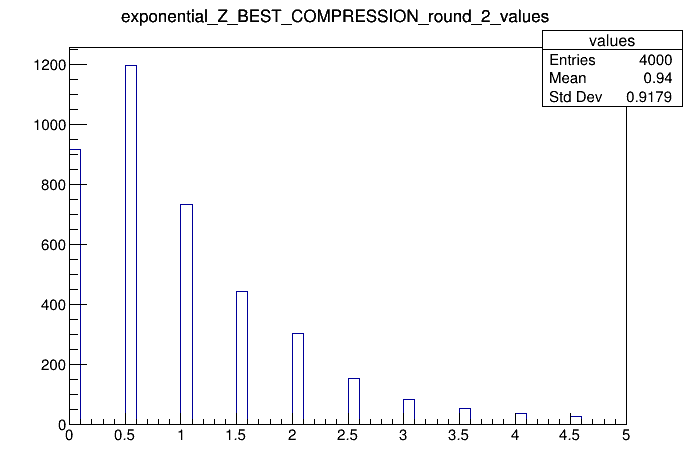 exponential_Z_BEST_COMPRESSION_round_2_values
values
Entries 4000
Mean 0.94
Std Dev 0.9179
1200
1000
800
600
400
200
0
0 0.5 1 1.5 2 2.5 3 3.5 4 4.5 5